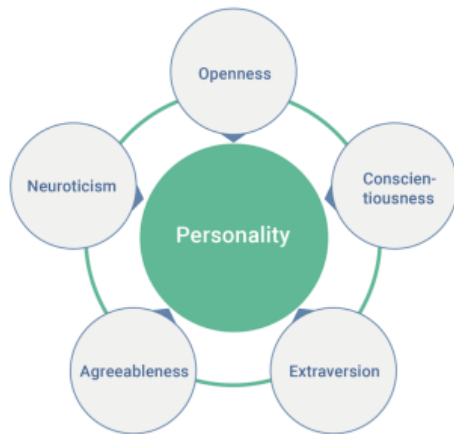 Openness
Neuroticism
Conscien-
tiousness
Personality
Agreeableness
Extraversion